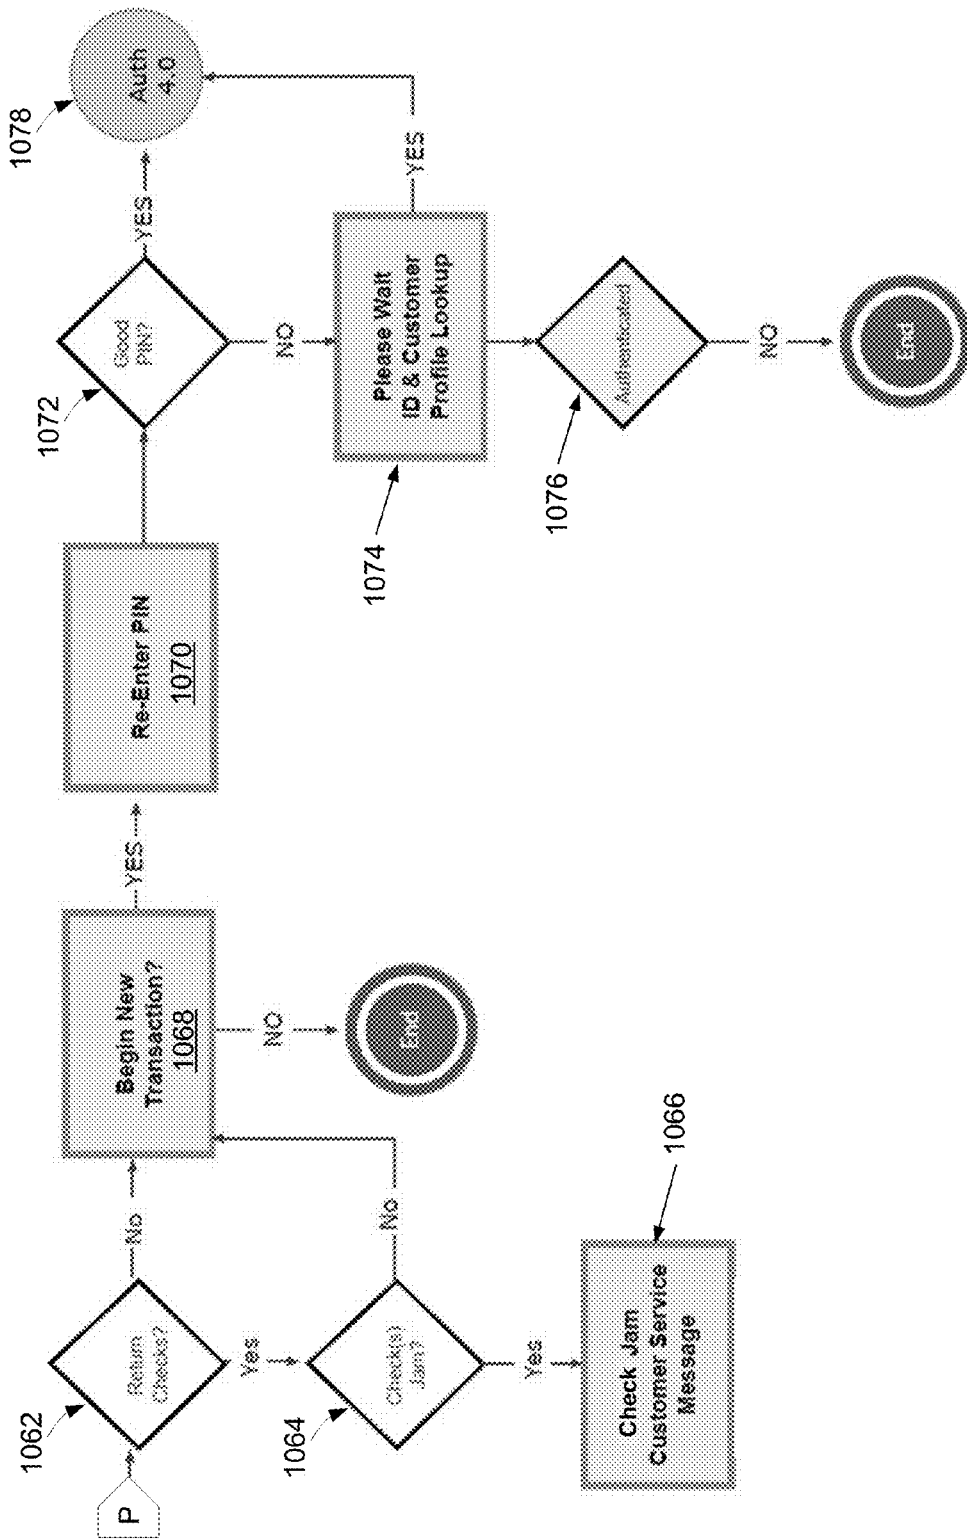 P
1062
Return
Checks?
No
Yes
1064
Check(s)
Jam?
No
Yes
Check Jam
Customer Service
Message
1066
Begin New
Transaction?
1068
NO
End
YES
Re-Enter PIN
1070
1072
Good
PIN?
YES
NO
1078
Auth
4.0
1074
Please Wait
ID & Customer
Profile Lookup
YES
1076
Authenticated
NO
End